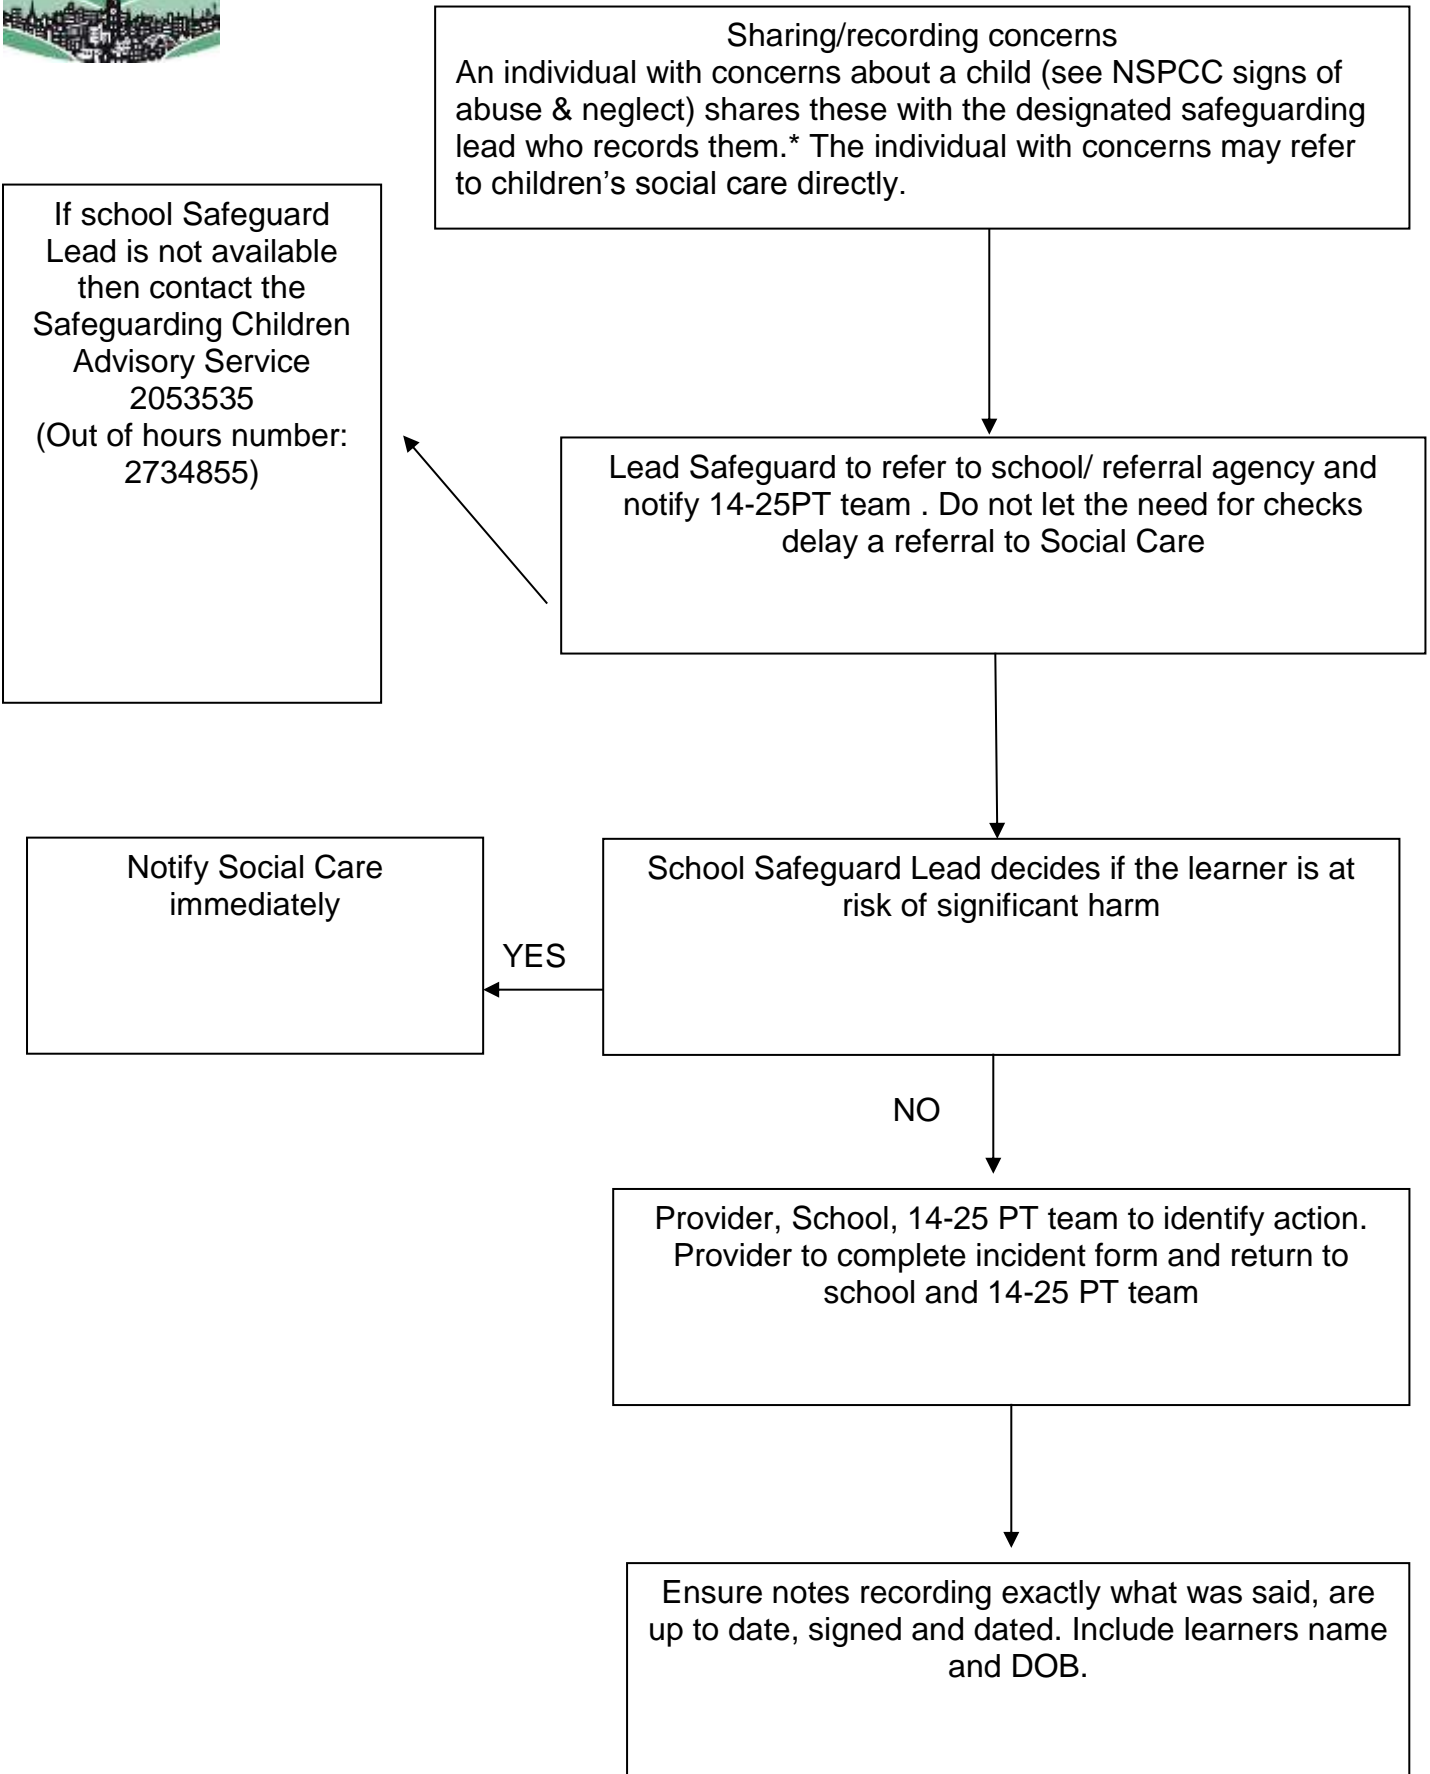 Sharing/recording concerns
An individual with concerns about a child (see NSPCC signs of
abuse & neglect) shares these with the designated safeguarding
lead who records them.* The individual with concerns may refer
to children’s social care directly.
If school Safeguard
Lead is not available
then contact the
Safeguarding Children
Advisory Service
2053535
(Out of hours number:
2734855)
Lead Safeguard to refer to school/ referral agency and
notify 14-25PT team . Do not let the need for checks
delay a referral to Social Care
Notify Social Care
immediately
YES
School Safeguard Lead decides if the learner is at
risk of significant harm
NO
Provider, School, 14-25 PT team to identify action.
Provider to complete incident form and return to
school and 14-25 PT team
Ensure notes recording exactly what was said, are
up to date, signed and dated. Include learners name
and DOB.